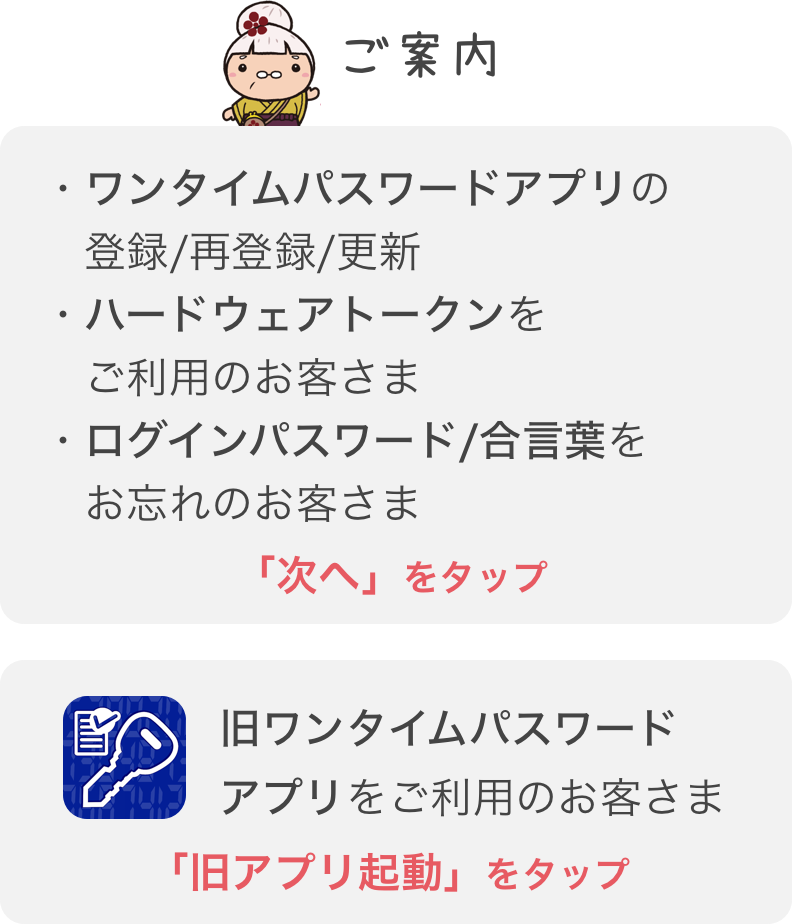 ご案内
・ワンタイムパスワードアプリの
登録/再登録/更新
・ハードウェアトークンを
ご利用のお客さま
・ログインパスワード/合言葉を
お忘れのお客さま
「次へ」をタップ
旧ワンタイムパスワード
アプリをご利用のお客さま
「旧アプリ起動」をタップ